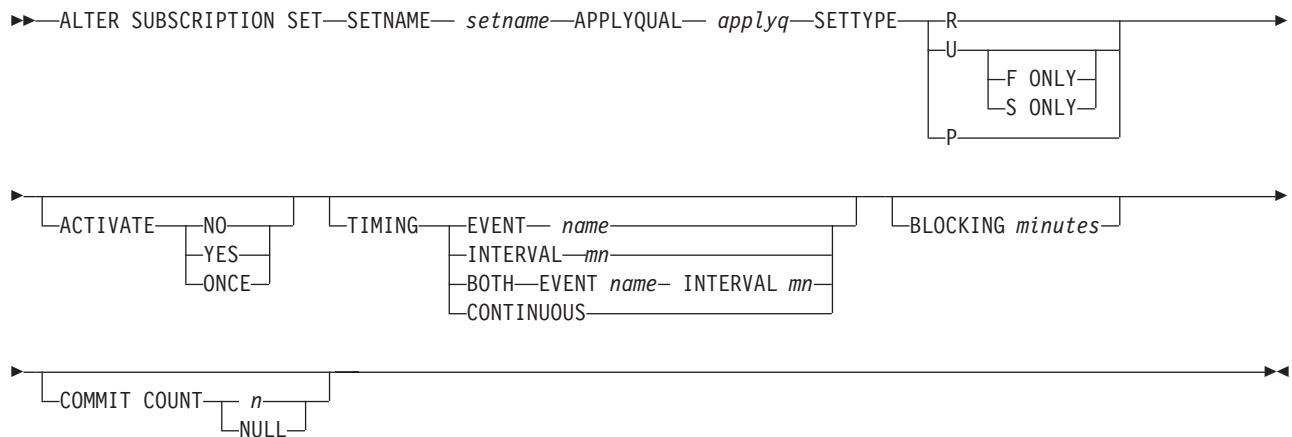 ALTER SUBSCRIPTION SET SETNAME setname APPLYQUAL applyq SETTYPE R
U
F ONLY
S ONLY
P
ACTIVATE NO TIMING EVENT name BLOCKING minutes
YES INTERVAL mn
ONCE BOTH EVENT name INTERVAL mn
CONTINUOUS
COMMIT COUNT n
NULL